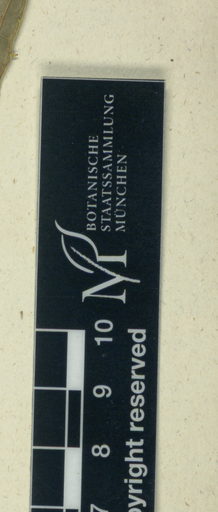 BOTANISCHE
STAATSSAMMLUNG
MÜNCHEN
M
7 8 9 10
pyright reserved